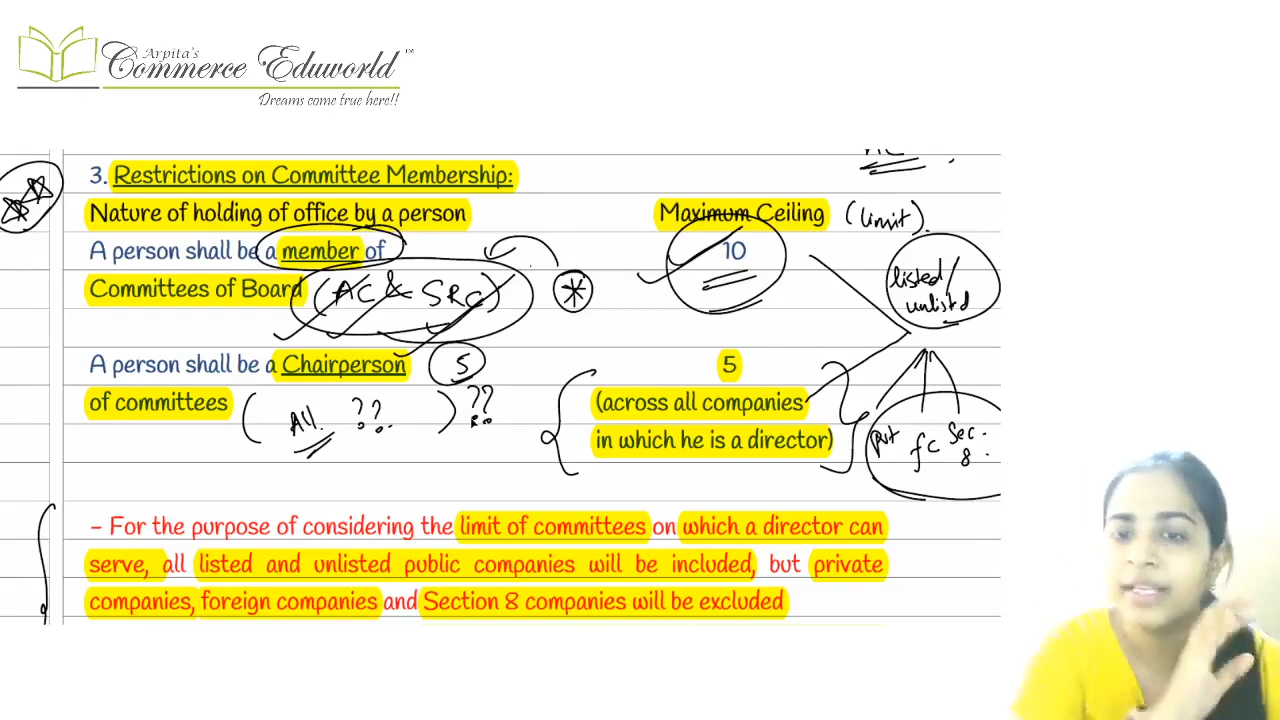 Arpita's
Commerce Eduworld ™
Dreams come true here!!
3. Restrictions on Committee Membership:
Nature of holding of office by a person Maximum Ceiling (limit).
A person shall be a member of 10
listed/
unlistd
Committees of Board (AC & SRC) *
A person shall be a Chairperson 5 5
of committees (All ??) ?? (across all companies
in which he is a director)
pvt fc Sec. 8.
– For the purpose of considering the limit of committees on which a director can
serve, all listed and unlisted public companies will be included, but private
companies, foreign companies and Section 8 companies will be excluded